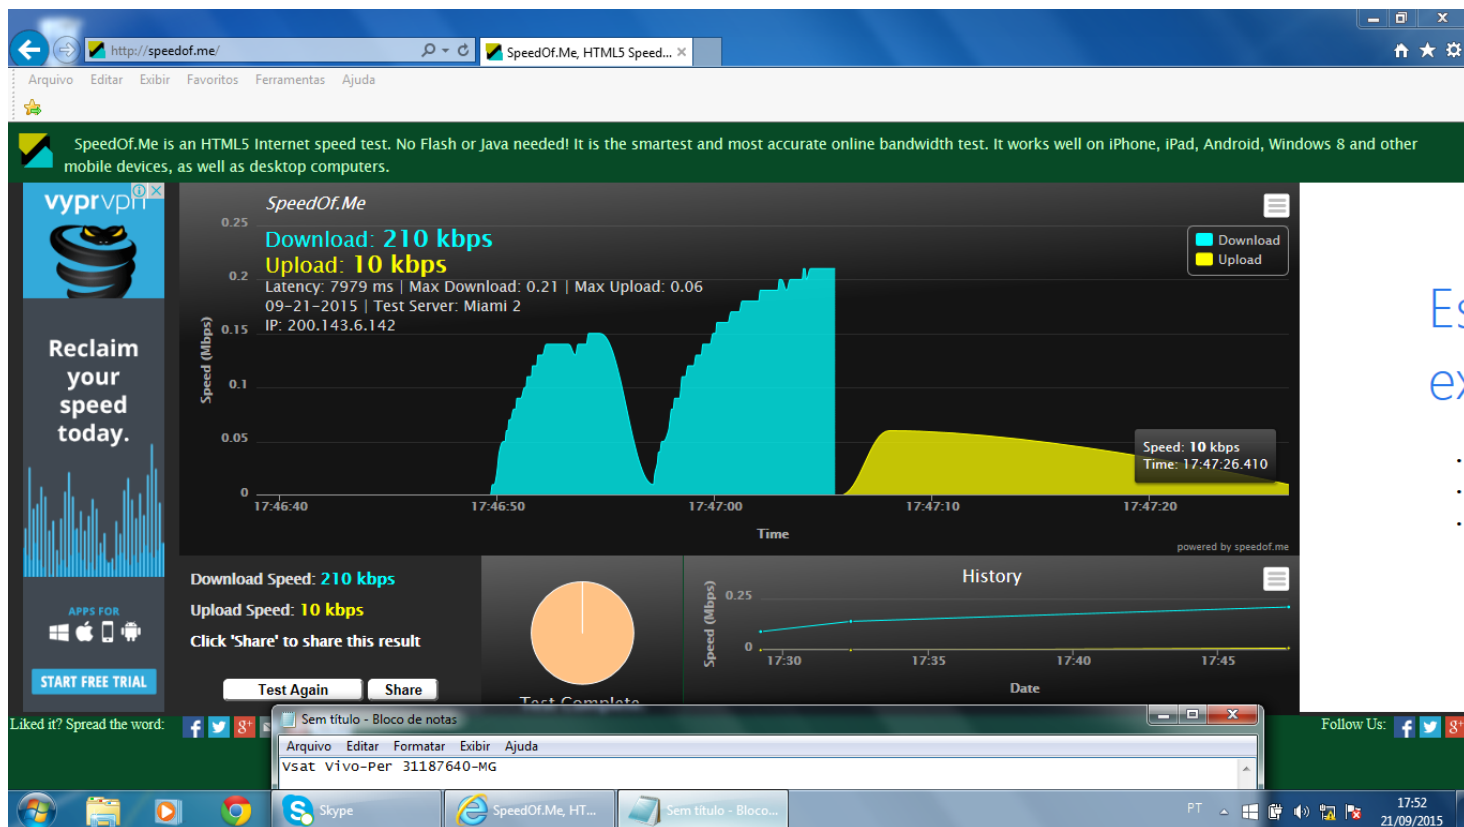 http://speedof.me/
SpeedOf.Me, HTML5 Speed...
Arquivo Editar Exibir Favoritos Ferramentas Ajuda
SpeedOf.Me is an HTML5 Internet speed test. No Flash or Java needed! It is the smartest and most accurate online bandwidth test. It works well on iPhone, iPad, Android, Windows 8 and other
mobile devices, as well as desktop computers.
vyprvpn
Reclaim
your
speed
today.
APPS FOR
START FREE TRIAL
SpeedOf.Me
Download: 210 kbps
Upload: 10 kbps
Latency: 7979 ms | Max Download: 0.21 | Max Upload: 0.06
09-21-2015 | Test Server: Miami 2
IP: 200.143.6.142
Download
Upload
Speed (Mbps)
0.25
0.2
0.15
0.1
0.05
0
Speed: 10 kbps
Time: 17:47:26.410
17:46:40 17:46:50 17:47:00 17:47:10 17:47:20
Time
powered by speedof.me
Es
ex
Download Speed: 210 kbps
Upload Speed: 10 kbps
Click 'Share' to share this result
Test Again Share
Test Complete
History
Speed (Mbps)
0.25
0
17:30 17:35 17:40 17:45
Date
Liked it? Spread the word:
Follow Us:
Sem título - Bloco de notas
Arquivo Editar Formatar Exibir Ajuda
Vsat Vivo-Per 31187640-MG
Skype
SpeedOf.Me, HT...
Sem título - Bloco...
PT
17:52
21/09/2015